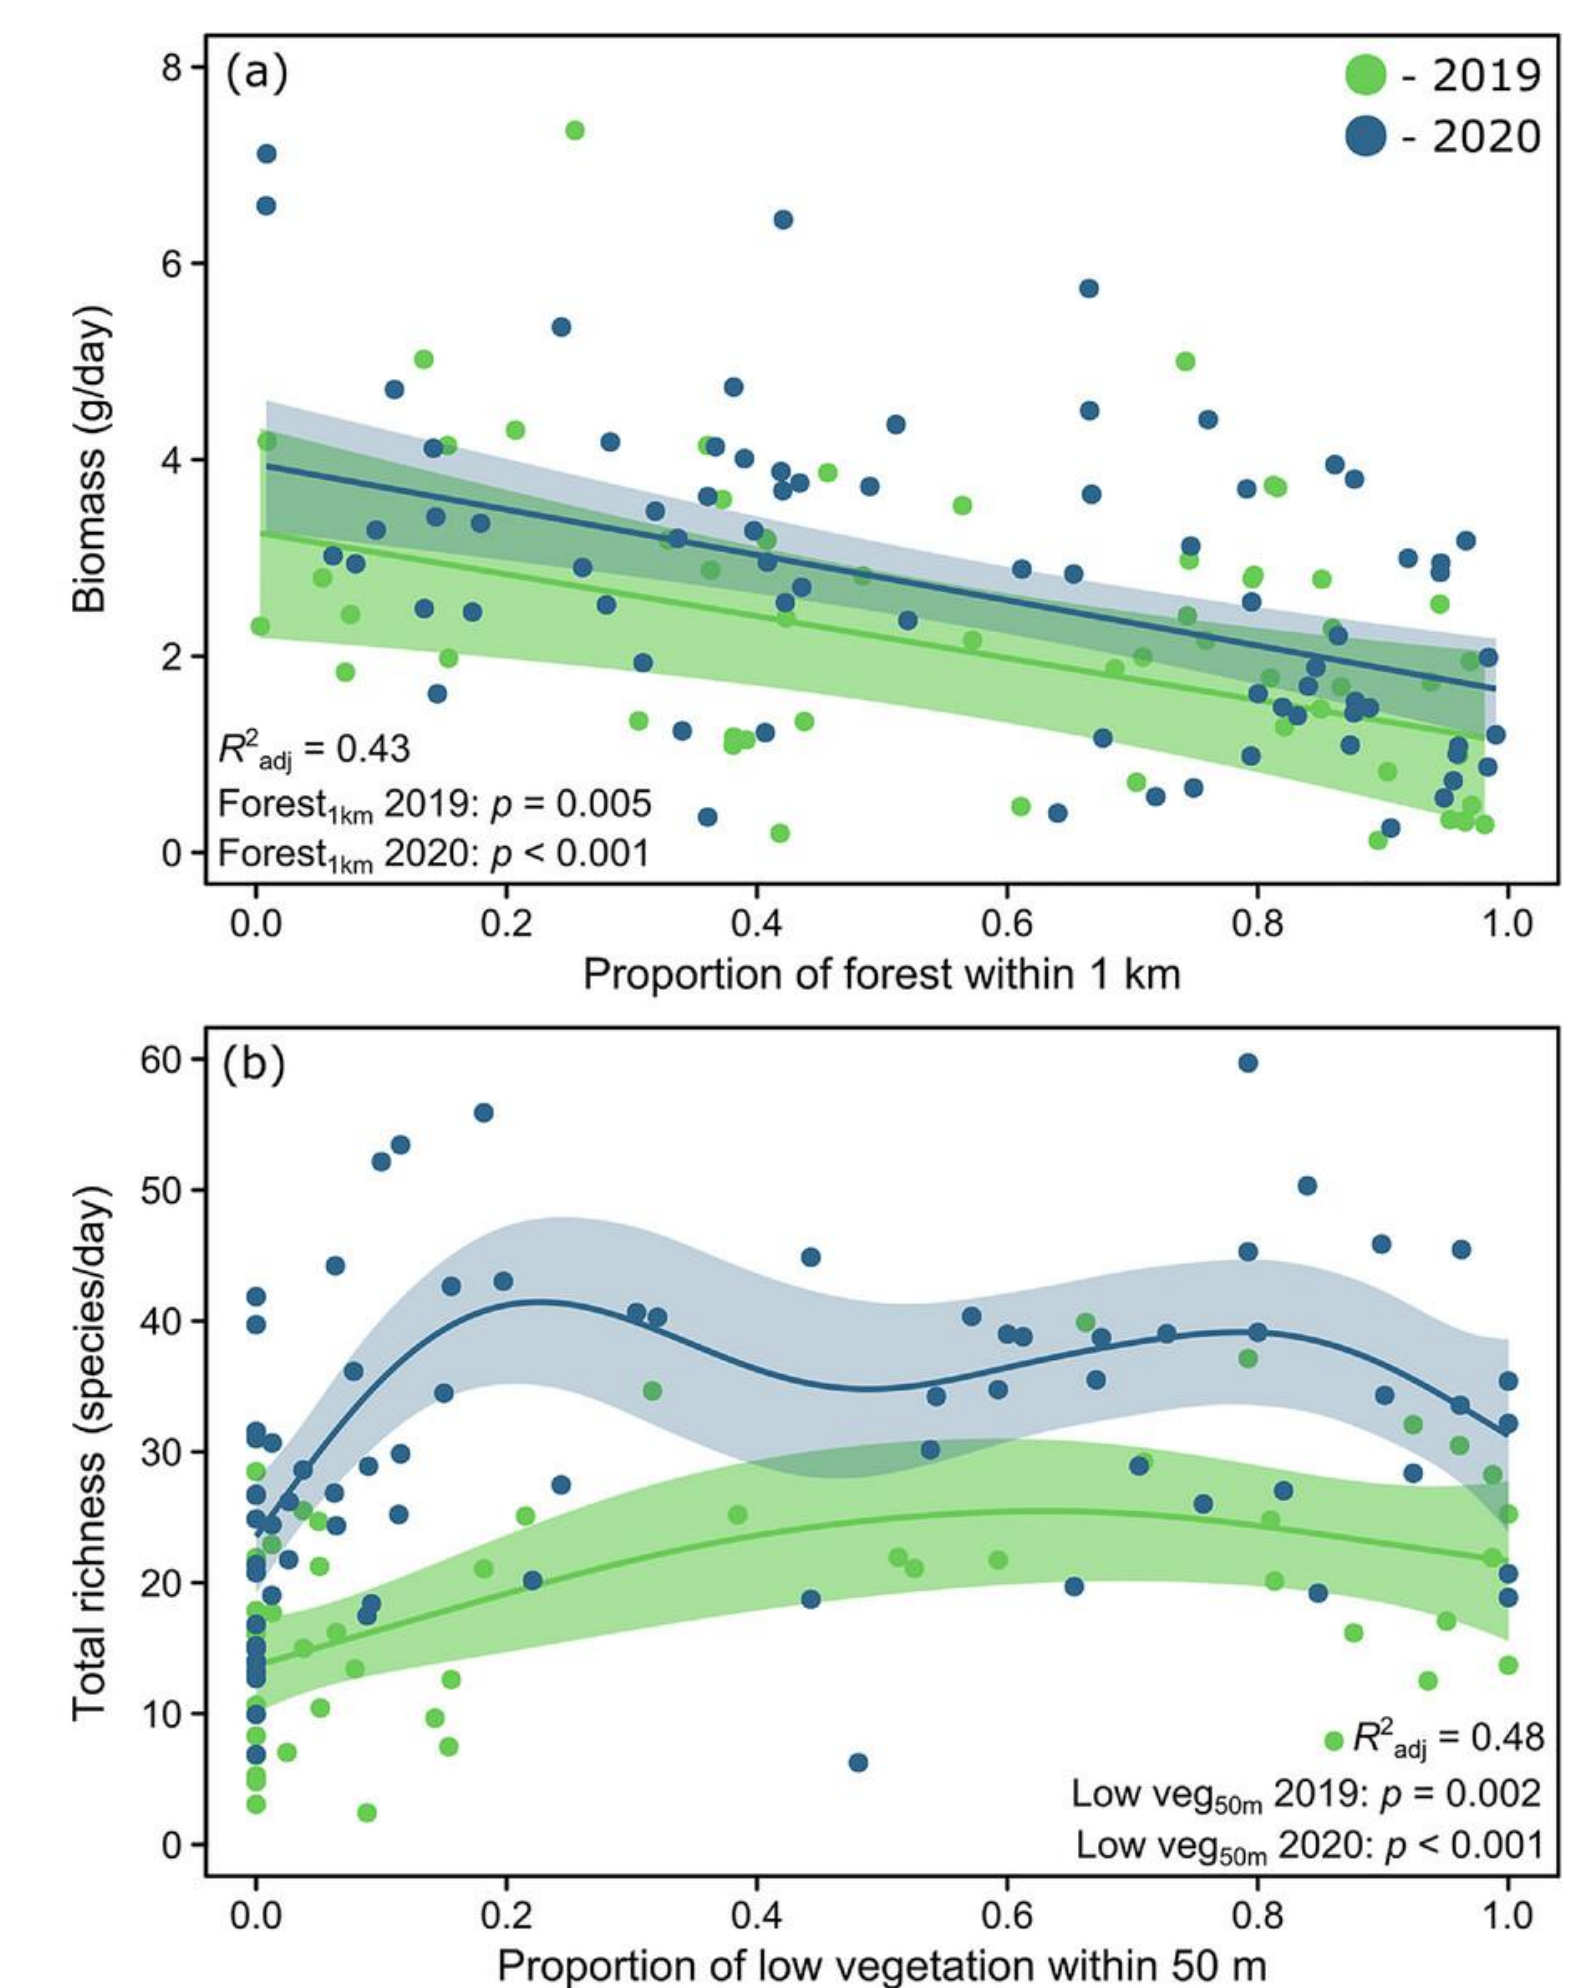 (a)
- 2019
- 2020
8
6
4
2
0
Biomass (g/day)
R²adj = 0.43
Forest1km 2019: p = 0.005
Forest1km 2020: p < 0.001
0.0 0.2 0.4 0.6 0.8 1.0
Proportion of forest within 1 km
(b)
60
50
40
30
20
10
0
Total richness (species/day)
R²adj = 0.48
Low veg50m 2019: p = 0.002
Low veg50m 2020: p < 0.001
0.0 0.2 0.4 0.6 0.8 1.0
Proportion of low vegetation within 50 m